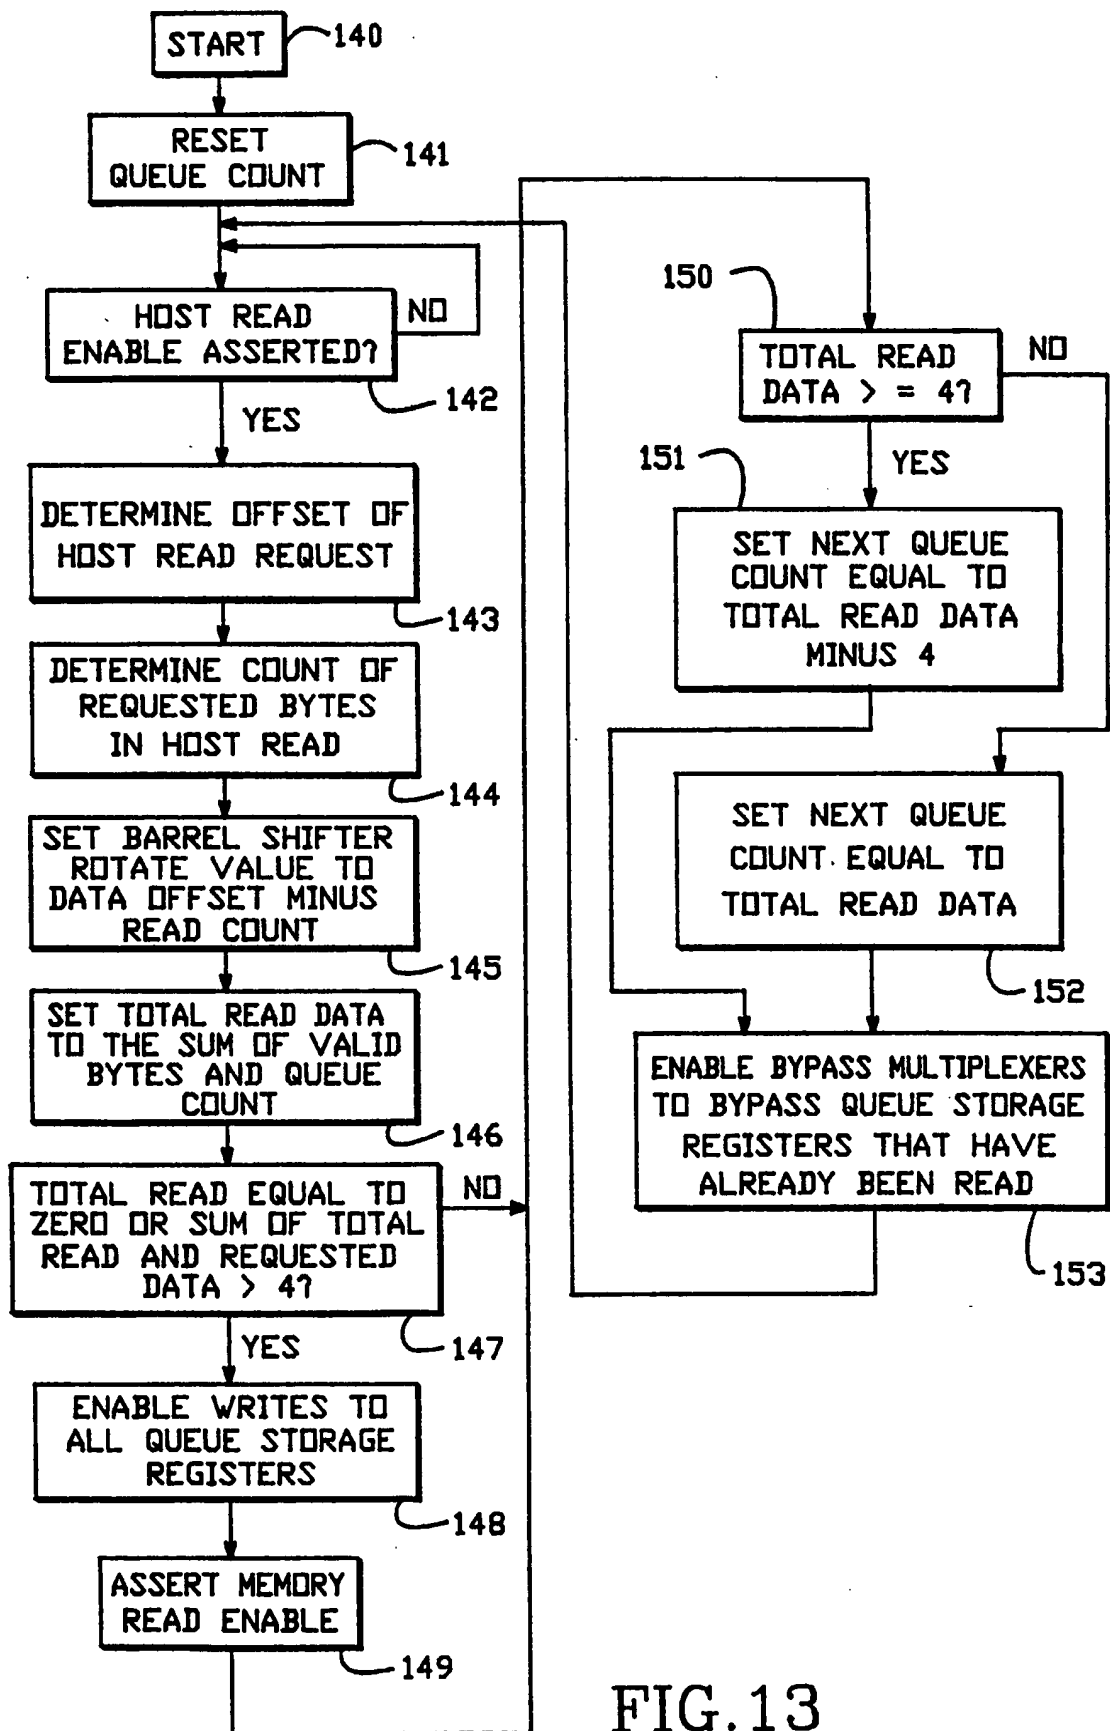 START
140
RESET
QUEUE COUNT
141
HOST READ
ENABLE ASSERTED?
NO
142
YES
DETERMINE OFFSET OF
HOST READ REQUEST
143
DETERMINE COUNT OF
REQUESTED BYTES
IN HOST READ
144
SET BARREL SHIFTER
ROTATE VALUE TO
DATA OFFSET MINUS
READ COUNT
145
SET TOTAL READ DATA
TO THE SUM OF VALID
BYTES AND QUEUE
COUNT
146
TOTAL READ EQUAL TO
ZERO OR SUM OF TOTAL
READ AND REQUESTED
DATA > 4?
NO
147
YES
ENABLE WRITES TO
ALL QUEUE STORAGE
REGISTERS
148
ASSERT MEMORY
READ ENABLE
149
150
TOTAL READ
DATA > = 4?
NO
YES
151
SET NEXT QUEUE
COUNT EQUAL TO
TOTAL READ DATA
MINUS 4
SET NEXT QUEUE
COUNT EQUAL TO
TOTAL READ DATA
152
ENABLE BYPASS MULTIPLEXERS
TO BYPASS QUEUE STORAGE
REGISTERS THAT HAVE
ALREADY BEEN READ
153
FIG.13